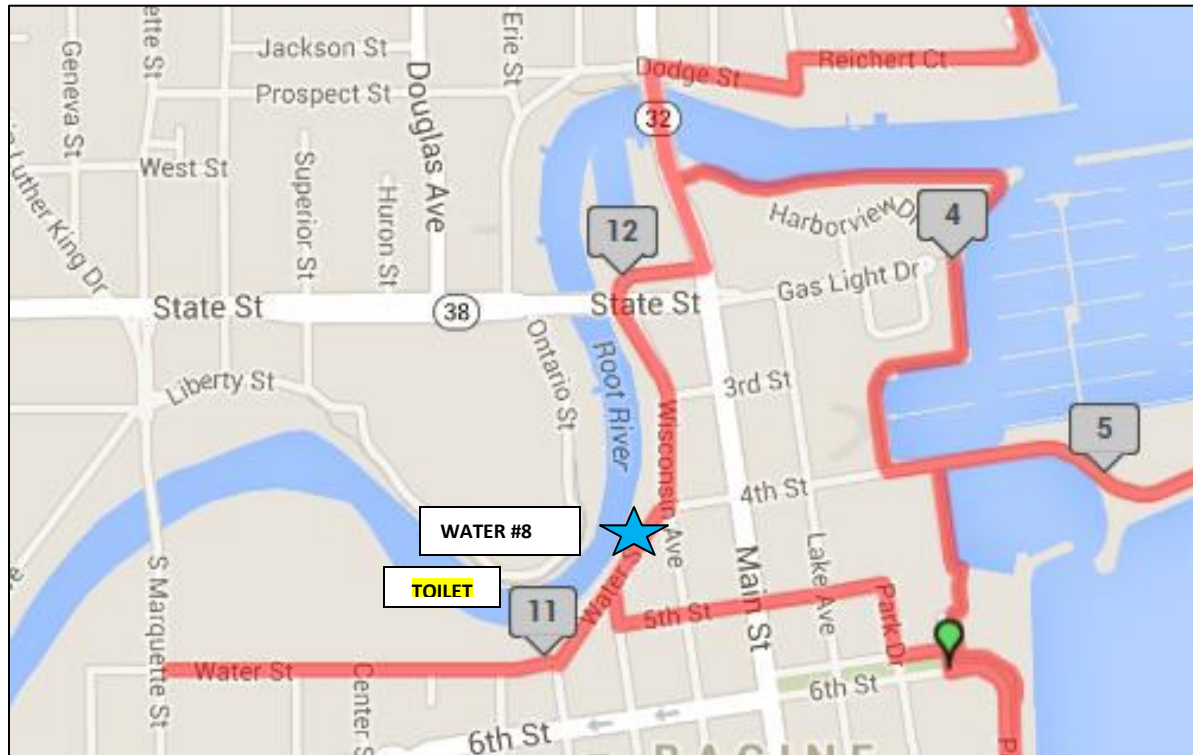 Jackson St
Prospect St
West St
Geneva St
Superior St
Huron St
Douglas Ave
Erie St
Dodge St
Reichert Ct
32
12
4
Harborview Dr
Gas Light Dr
Luther King Dr
State St
38
State St
Ontario St
Root River
Liberty St
3rd St
Wisconsin Ave
4th St
5
WATER #8
TOILET
11
Water S
S Marquette St
Water St
Center S
5th St
Main St
Lake Ave
Park Dr
6th St
6th St
RACINE